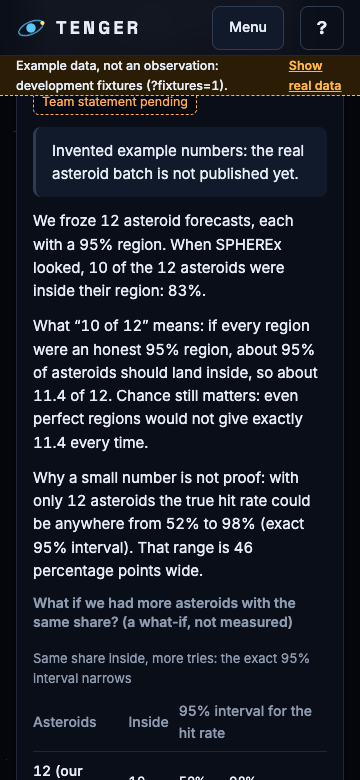 TENGER
Menu
?
Example data, not an observation:
development fixtures (?fixtures=1).
Show
real data
Team statement pending
Invented example numbers: the real
asteroid batch is not published yet.
We froze 12 asteroid forecasts, each
with a 95% region. When SPHEREx
looked, 10 of the 12 asteroids were
inside their region: 83%.
What “10 of 12” means: if every region
were an honest 95% region, about 95%
of asteroids should land inside, so about
11.4 of 12. Chance still matters: even
perfect regions would not give exactly
11.4 every time.
Why a small number is not proof: with
only 12 asteroids the true hit rate could
be anywhere from 52% to 98% (exact
95% interval). That range is 46
percentage points wide.
What if we had more asteroids with the
same share? (a what-if, not measured)
Same share inside, more tries: the exact 95%
interval narrows
Asteroids Inside 95% interval for the
hit rate
12 (our
10 52% 98%